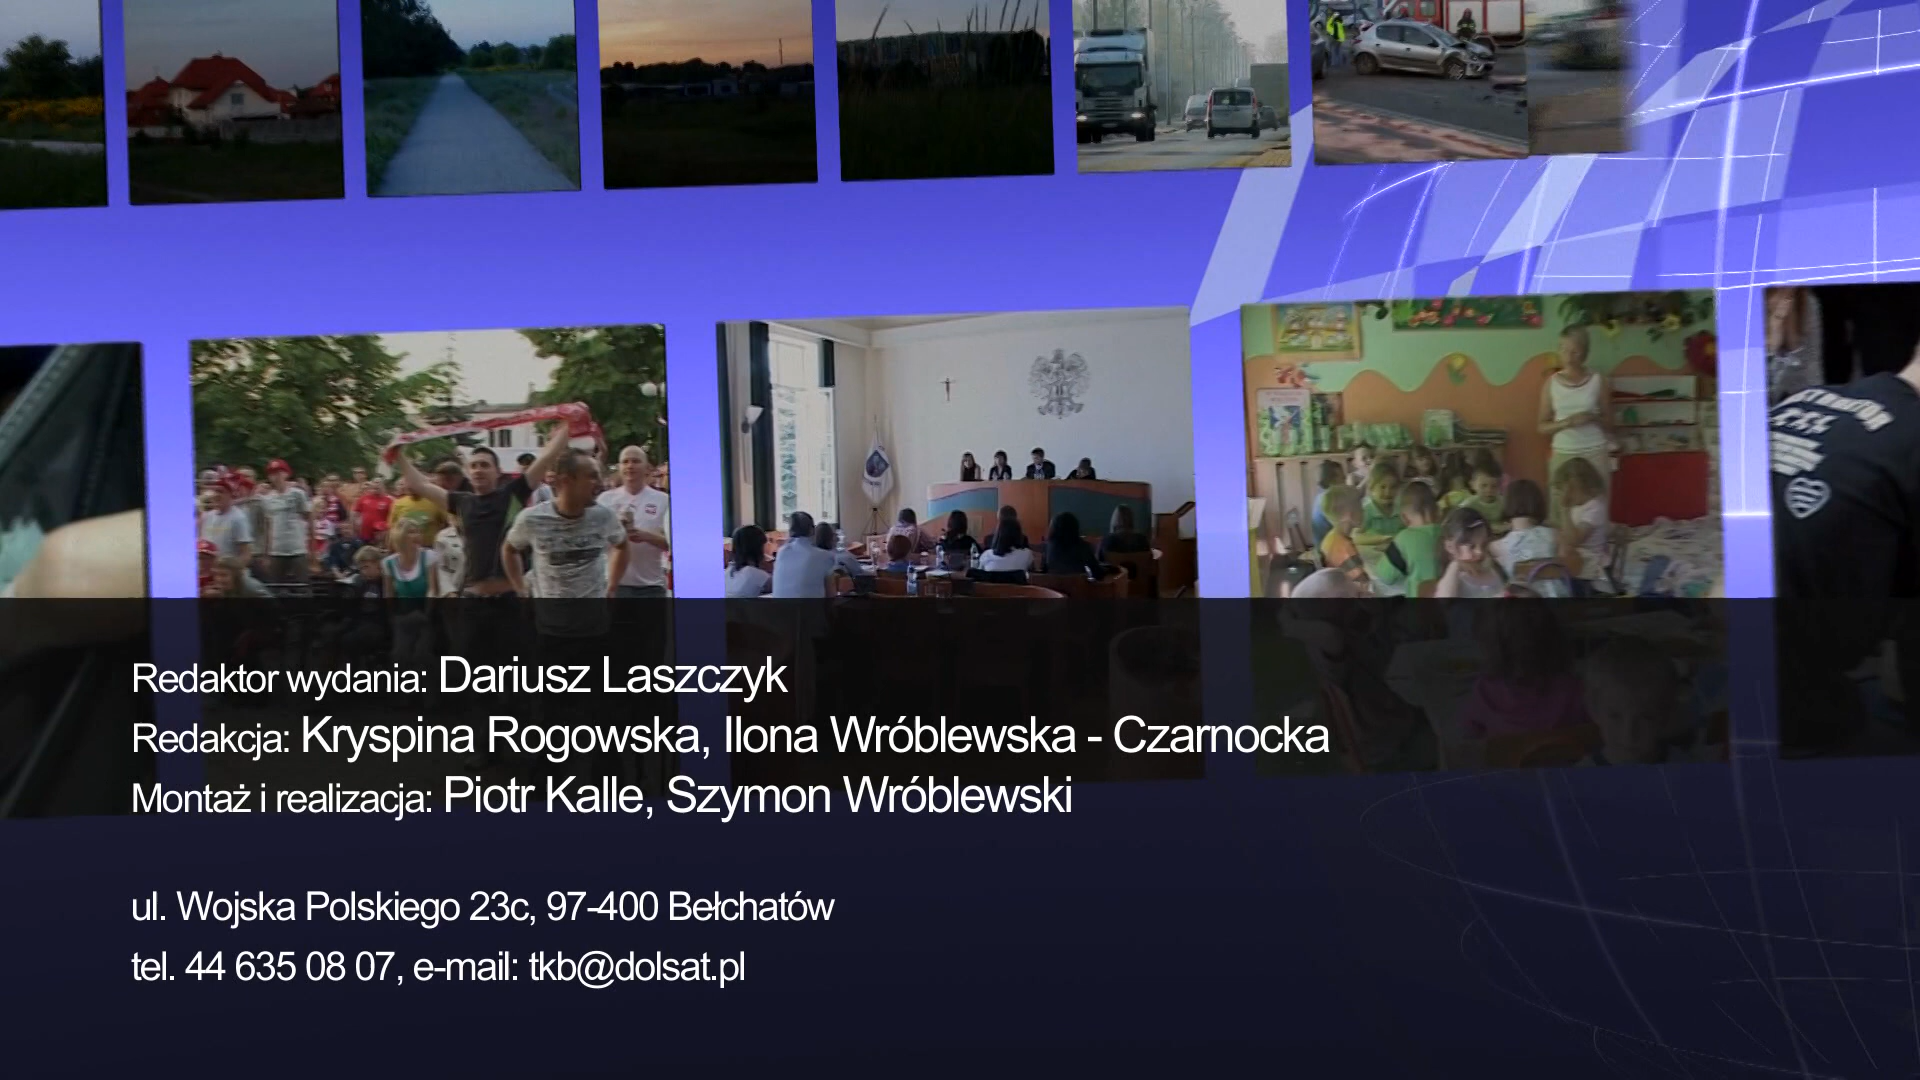 Redaktor wydania: Dariusz Laszczyk
Redakcja: Kryspina Rogowska, Ilona Wróblewska - Czarnocka
Montaż i realizacja: Piotr Kalle, Szymon Wróblewski
ul. Wojska Polskiego 23c, 97-400 Bełchatów
tel. 44 635 08 07, e-mail: tkb@dolsat.pl